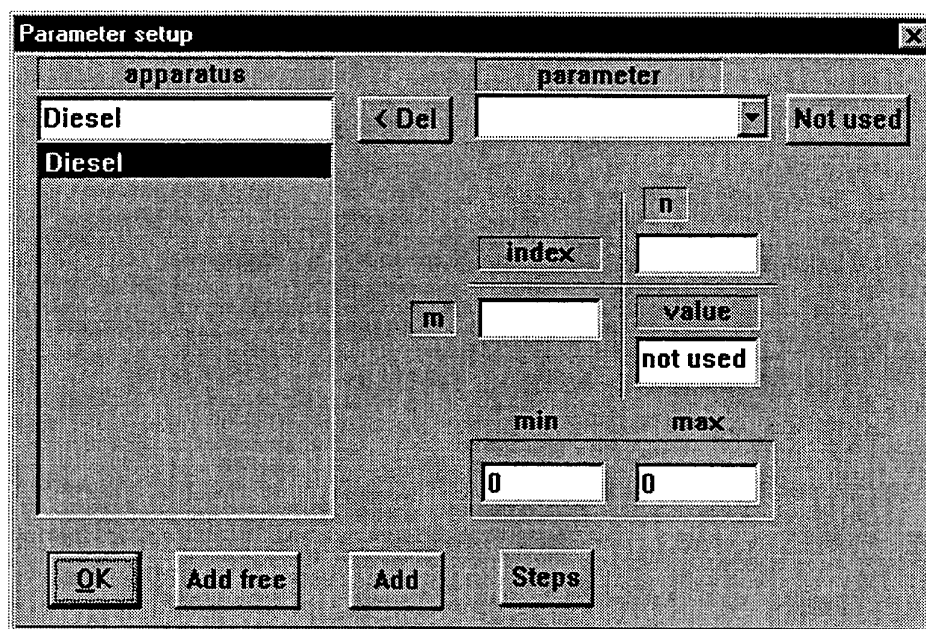 Parameter setup
apparatus
parameter
Diesel
< Del
Not used
Diesel
n
index
m
value
not used
min
max
0
0
OK
Add free
Add
Steps